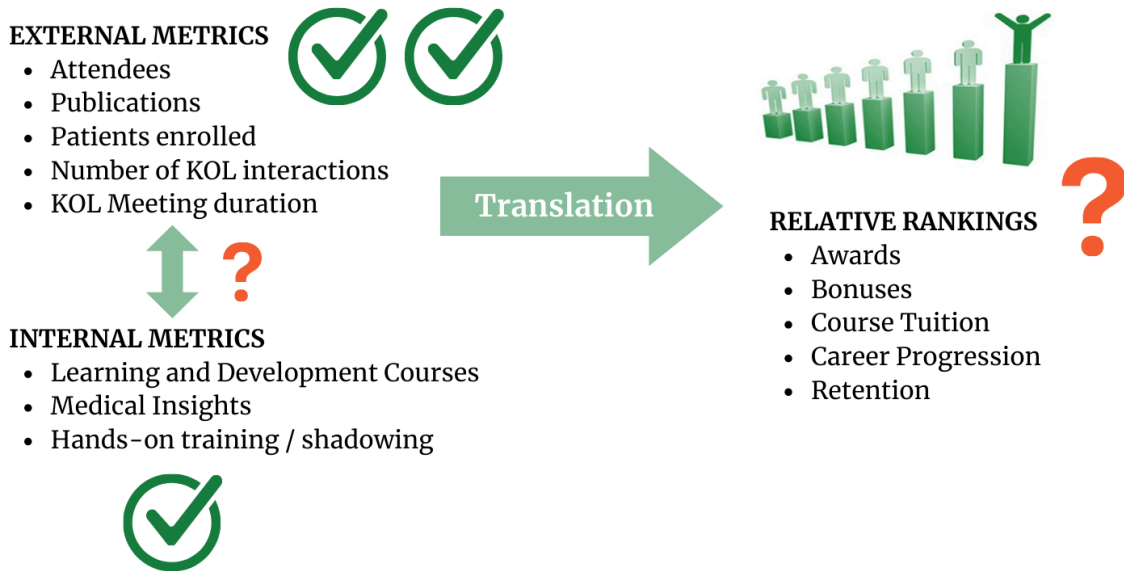 EXTERNAL METRICS
• Attendees
• Publications
• Patients enrolled
• Number of KOL interactions
• KOL Meeting duration
?
INTERNAL METRICS
• Learning and Development Courses
• Medical Insights
• Hands-on training / shadowing
Translation
?
RELATIVE RANKINGS
• Awards
• Bonuses
• Course Tuition
• Career Progression
• Retention